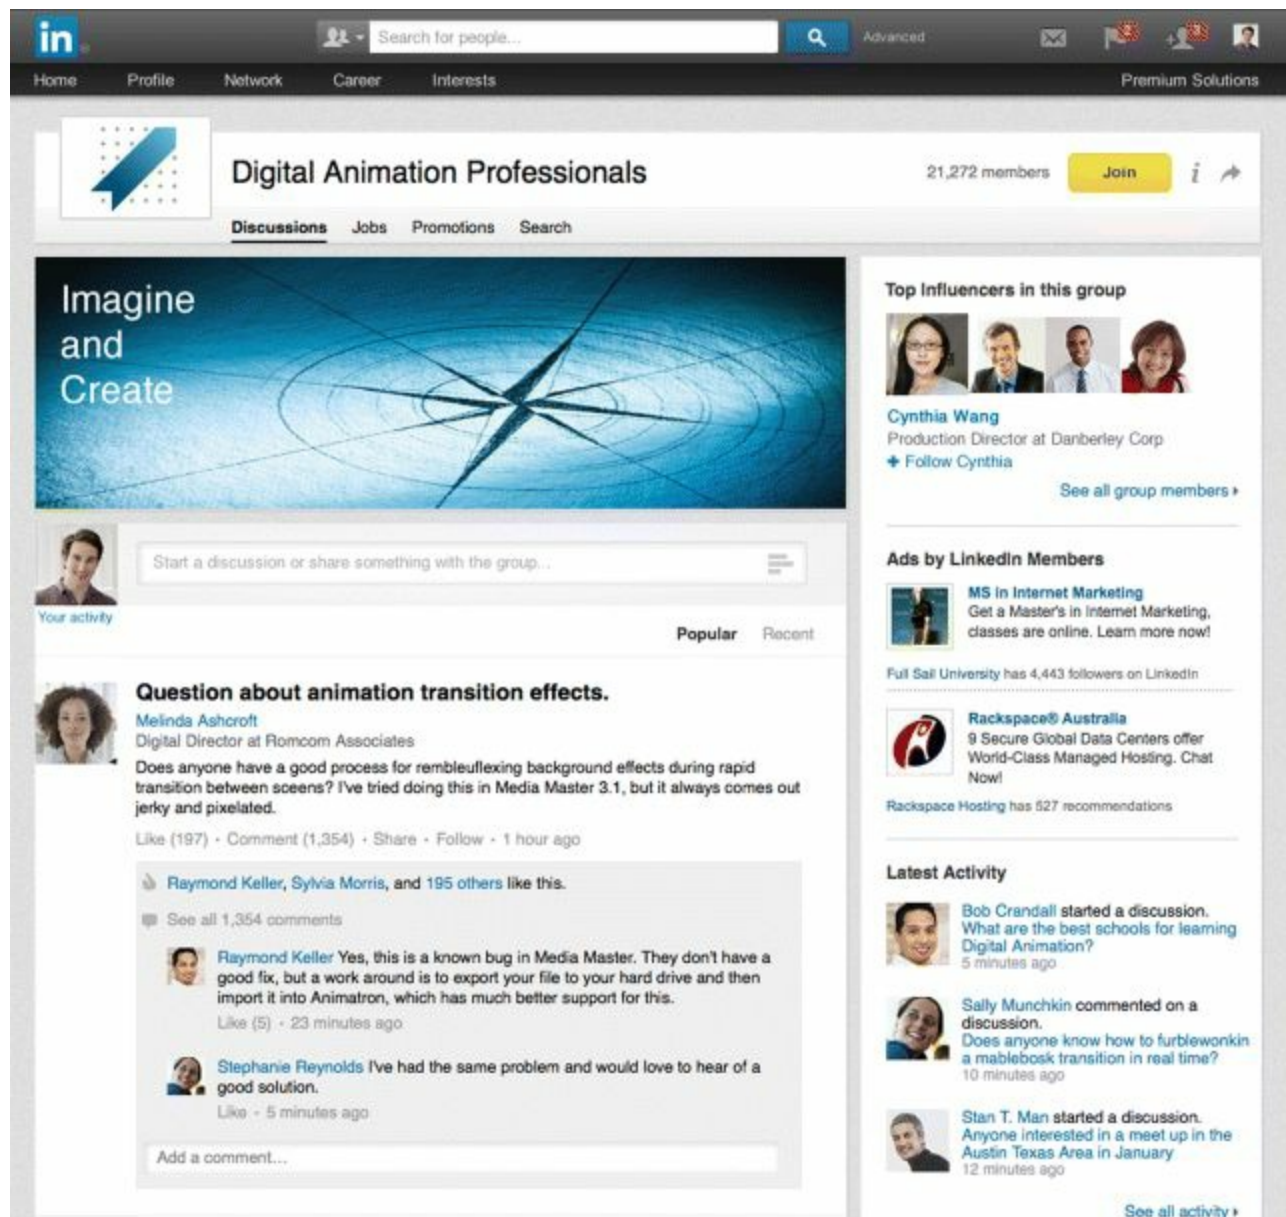 in
Search for people...
Advanced
Home Profile Network Career Interests Premium Solutions
Digital Animation Professionals
21,272 members
Join
i
Discussions Jobs Promotions Search
Imagine
and
Create
Start a discussion or share something with the group...
Your activity
Popular Recent
Question about animation transition effects.
Melinda Ashcroft
Digital Director at Romcom Associates
Does anyone have a good process for rembleuflexing background effects during rapid
transition between sceens? I've tried doing this in Media Master 3.1, but it always comes out
jerky and pixelated.
Like (197) • Comment (1,354) • Share • Follow • 1 hour ago
Raymond Keller, Sylvia Morris, and 195 others like this.
See all 1,354 comments
Raymond Keller Yes, this is a known bug in Media Master. They don't have a
good fix, but a work around is to export your file to your hard drive and then
import it into Animatron, which has much better support for this.
Like (5) • 23 minutes ago
Stephanie Reynolds I've had the same problem and would love to hear of a
good solution.
Like • 5 minutes ago
Add a comment...
Top Influencers in this group
Cynthia Wang
Production Director at Danberley Corp
+ Follow Cynthia
See all group members
Ads by LinkedIn Members
MS in Internet Marketing
Get a Master's in Internet Marketing,
classes are online. Learn more now!
Full Sail University has 4,443 followers on LinkedIn
Rackspace® Australia
9 Secure Global Data Centers offer
World-Class Managed Hosting. Chat
Now!
Rackspace Hosting has 527 recommendations
Latest Activity
Bob Crandall started a discussion.
What are the best schools for learning
Digital Animation?
5 minutes ago
Sally Munchkin commented on a
discussion.
Does anyone know how to furblewonkin
a mablebosk transition in real time?
10 minutes ago
Stan T. Man started a discussion.
Anyone interested in a meet up in the
Austin Texas Area in January
12 minutes ago
See all activity